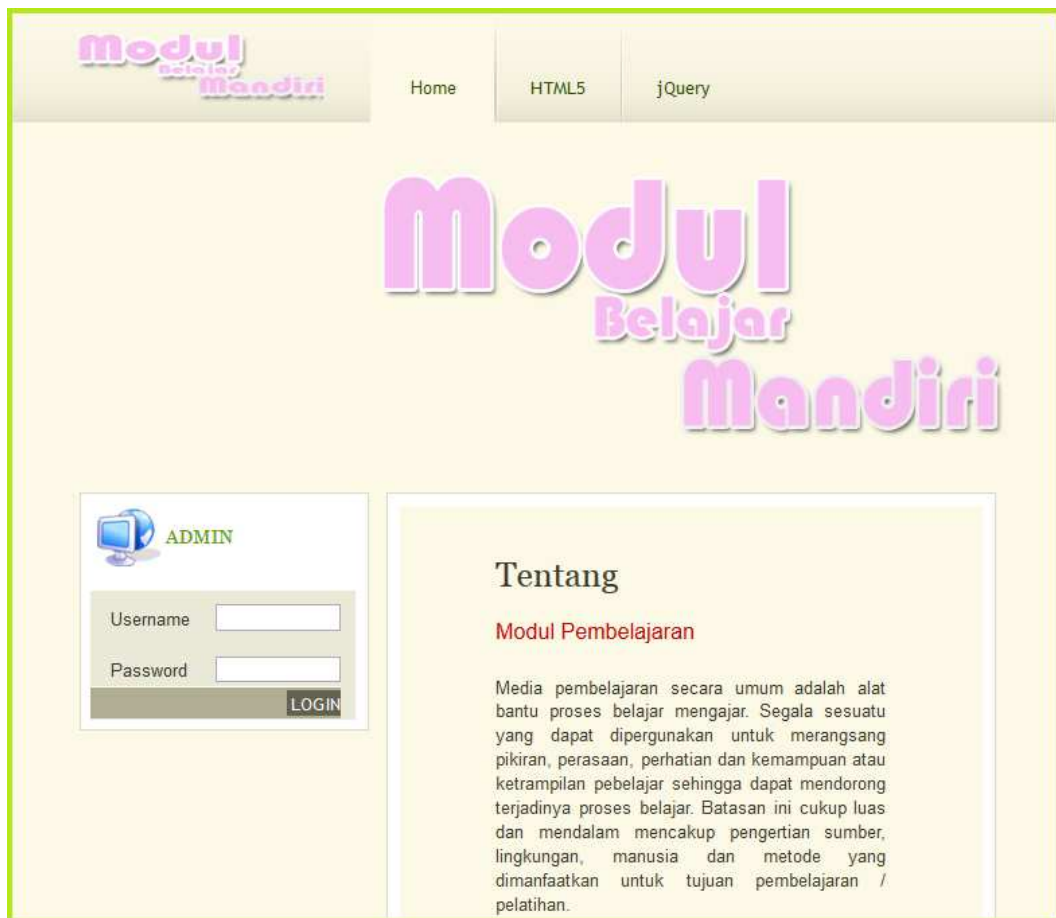 Modul
Belajar
Mandiri
Home
HTML5
jQuery
Modul
Belajar
Mandiri
ADMIN
Username
Password
LOGIN
Tentang
Modul Pembelajaran
Media pembelajaran secara umum adalah alat
bantu proses belajar mengajar. Segala sesuatu
yang dapat dipergunakan untuk merangsang
pikiran, perasaan, perhatian dan kemampuan atau
ketrampilan pebelajar sehingga dapat mendorong
terjadinya proses belajar. Batasan ini cukup luas
dan mendalam mencakup pengertian sumber,
lingkungan, manusia dan metode yang
dimanfaatkan untuk tujuan pembelajaran /
pelatihan.